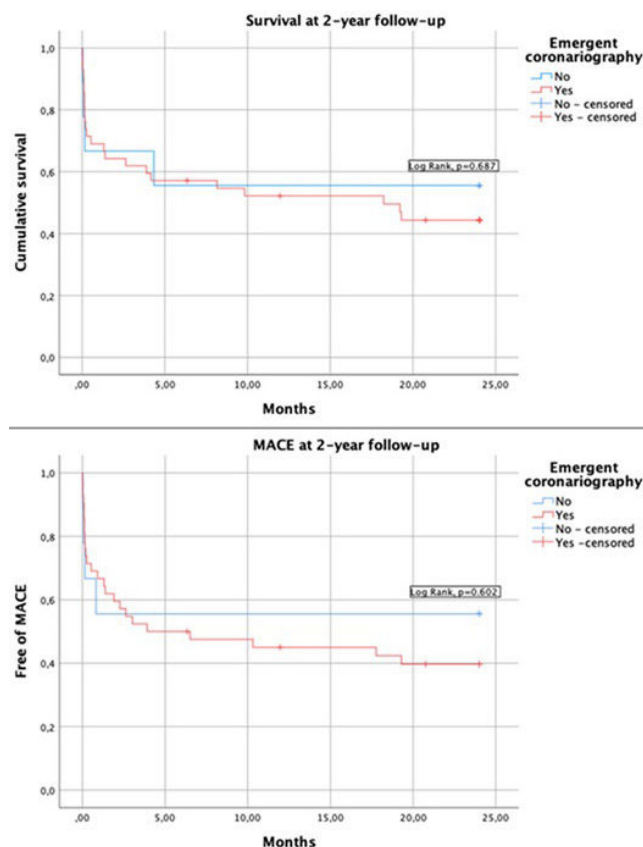 Survival at 2-year follow-up
Emergent
coronariography
No
Yes
No - censored
Yes - censored
Cumulative survival
1,0
0,8
0,6
0,4
0,2
0,0
Log Rank, p=0.687
,00
5,00
10,00
15,00
20,00
25,00
Months
MACE at 2-year follow-up
Emergent
coronariography
No
Yes
No - censored
Yes -censored
Free of MACE
1,0
0,8
0,6
0,4
0,2
0,0
Log Rank, p=0.602
,00
5,00
10,00
15,00
20,00
25,00
Months